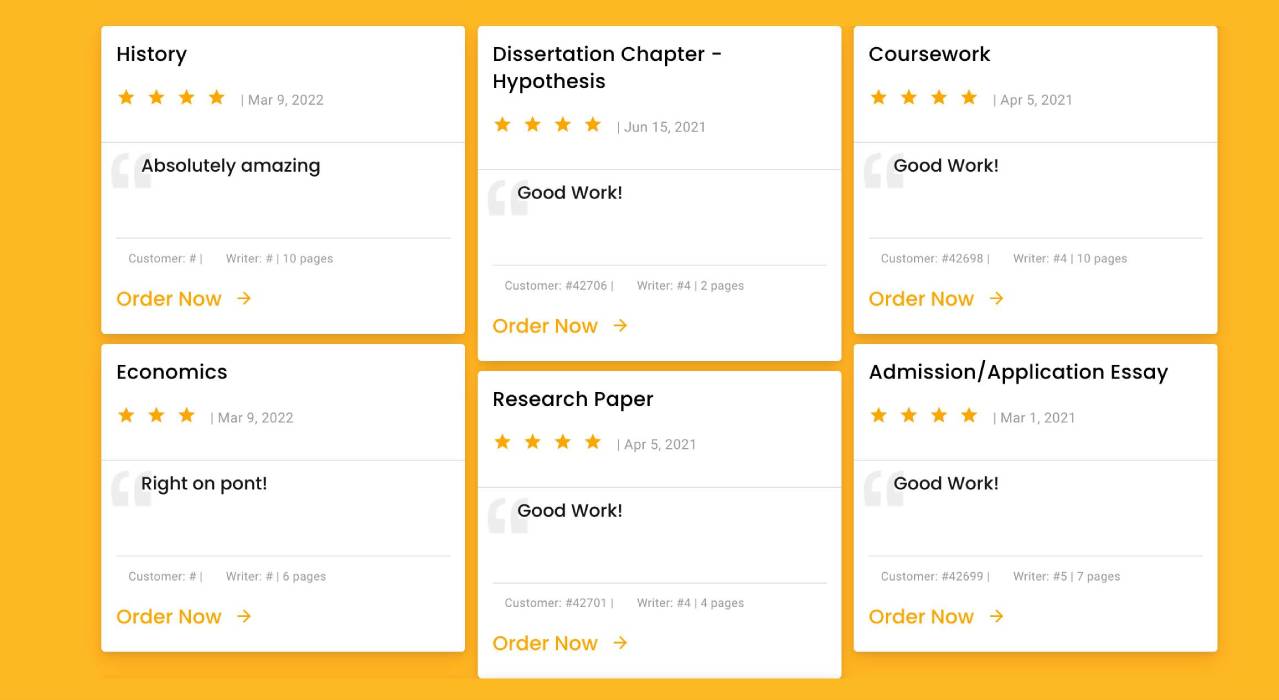 History
| Mar 9, 2022
Absolutely amazing
Customer: # | Writer: # | 10 pages
Order Now
Economics
| Mar 9, 2022
Right on pont!
Customer: # | Writer: # | 6 pages
Order Now
Dissertation Chapter -
Hypothesis
| Jun 15, 2021
Good Work!
Customer: #42706 | Writer: #4 | 2 pages
Order Now
Research Paper
| Apr 5, 2021
Good Work!
Customer: #42701 | Writer: #4 | 4 pages
Order Now
Coursework
| Apr 5, 2021
Good Work!
Customer: #42698 | Writer: #4 | 10 pages
Order Now
Admission/Application Essay
| Mar 1, 2021
Good Work!
Customer: #42699 | Writer: #5 | 7 pages
Order Now